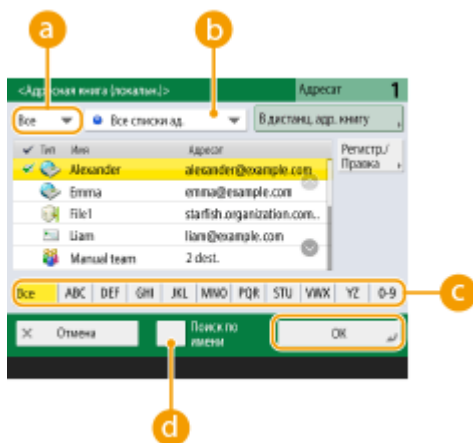 a
b
<Адресная книга (локальн.)> Адресат 1
Все Все списки ад. В дистанц. адр. книгу
Тип Имя Адресат Регистр./
Правка
Alexander alexander@example.com
Emma emma@example.com
File1 starfish.organization.com..
Liam liam@example.com
Manual team 2 dest.
Все ABC DEF GHI JKL MNO PQR STU VWX YZ 0-9
c
× Отмена Поиск по
имени OK
d